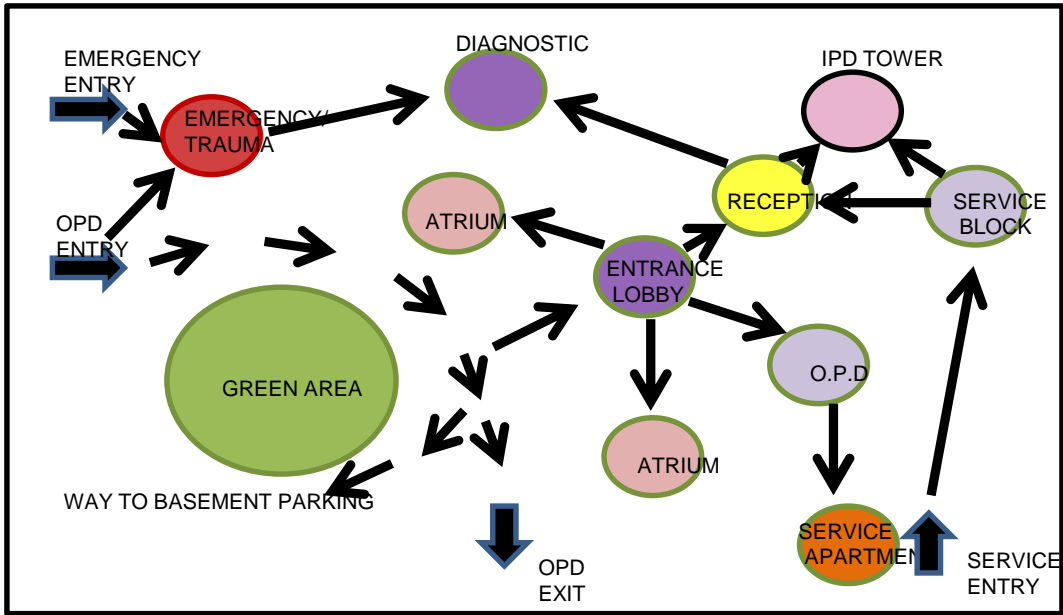 EMERGENCY
ENTRY
DIAGNOSTIC
IPD TOWER
EMERGENCY/
TRAUMA
OPD
ENTRY
ATRIUM
RECEPTION
SERVICE
BLOCK
ENTRANCE
LOBBY
GREEN AREA
O.P.D
ATRIUM
WAY TO BASEMENT PARKING
SERVICE
APARTMENT
OPD
EXIT
SERVICE
ENTRY